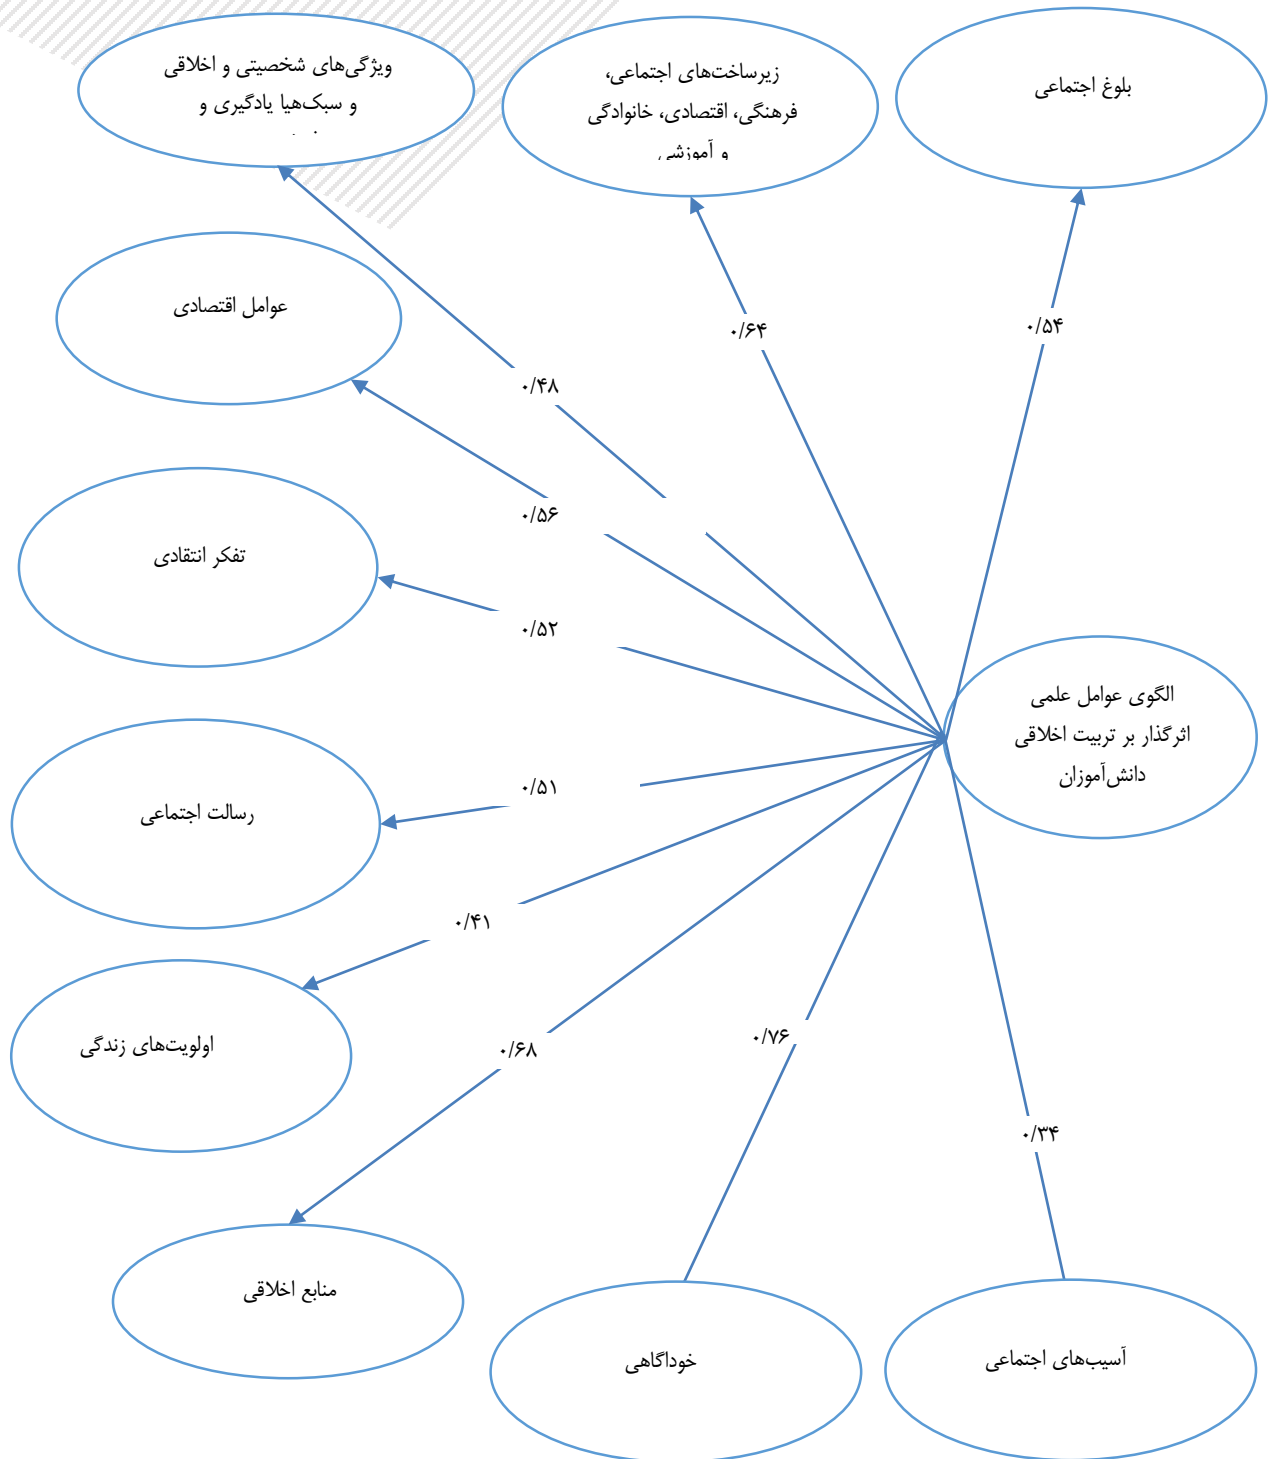 بلوغ اجتماعی
زیرساخت‌های اجتماعی،
فرهنگی، اقتصادی، خانوادگی
و آموزشی
ویژگی‌های شخصیتی و اخلاقی
و سبک‌هیا یادگیری و
عوامل اقتصادی
۰/۶۴
۰/۵۴
۰/۴۸
۰/۵۶
تفکر انتقادی
۰/۵۲
الگوی عوامل علمی
اثرگذار بر تربیت اخلاقی
دانش‌آموزان
۰/۵۱
رسالت اجتماعی
۰/۴۱
اولویت‌های زندگی
۰/۷۶
۰/۶۸
۰/۳۴
منابع اخلاقی
آسیب‌های اجتماعی
خوداگاهی